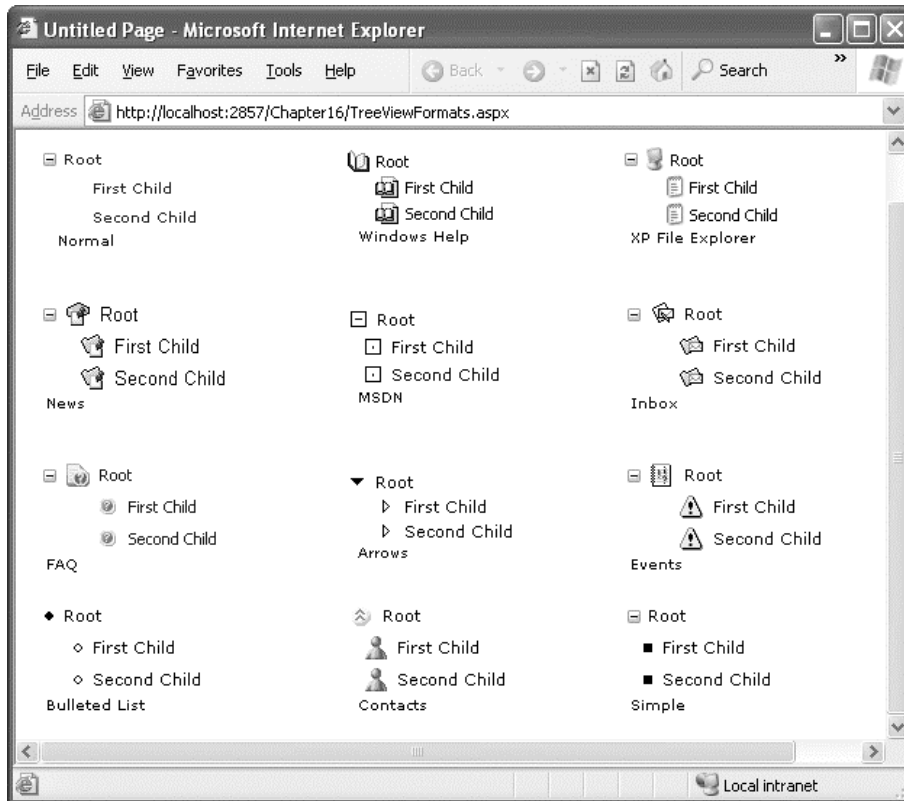 Untitled Page - Microsoft Internet Explorer
File Edit View Favorites Tools Help Back Search »
Address http://localhost:2857/Chapter16/TreeViewFormats.aspx
Root
First Child
Second Child
Normal
Root
First Child
Second Child
Windows Help
Root
First Child
Second Child
XP File Explorer
Root
First Child
Second Child
News
Root
First Child
Second Child
MSDN
Root
First Child
Second Child
Inbox
Root
First Child
Second Child
FAQ
Root
First Child
Second Child
Arrows
Root
First Child
Second Child
Events
Root
First Child
Second Child
Bulleted List
Root
First Child
Second Child
Contacts
Root
First Child
Second Child
Simple
Local intranet